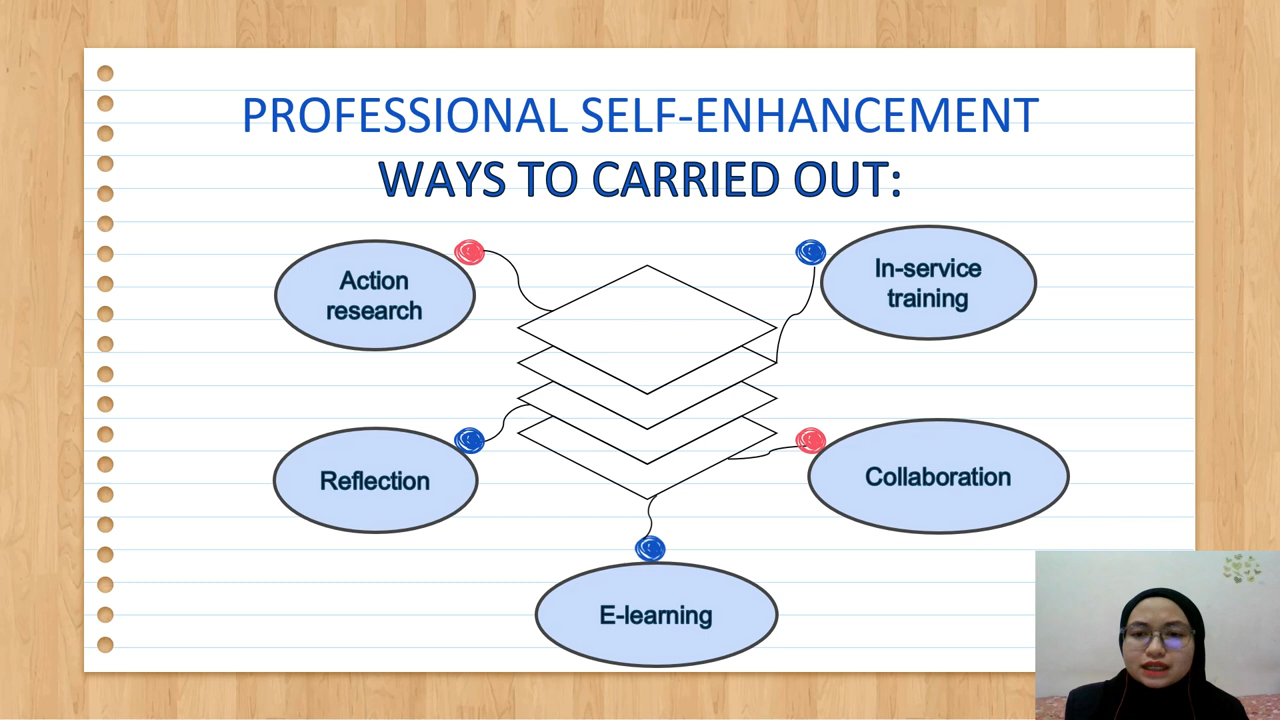 PROFESSIONAL SELF-ENHANCEMENT
WAYS TO CARRIED OUT:
Action
research
In-service
training
Reflection
Collaboration
E-learning